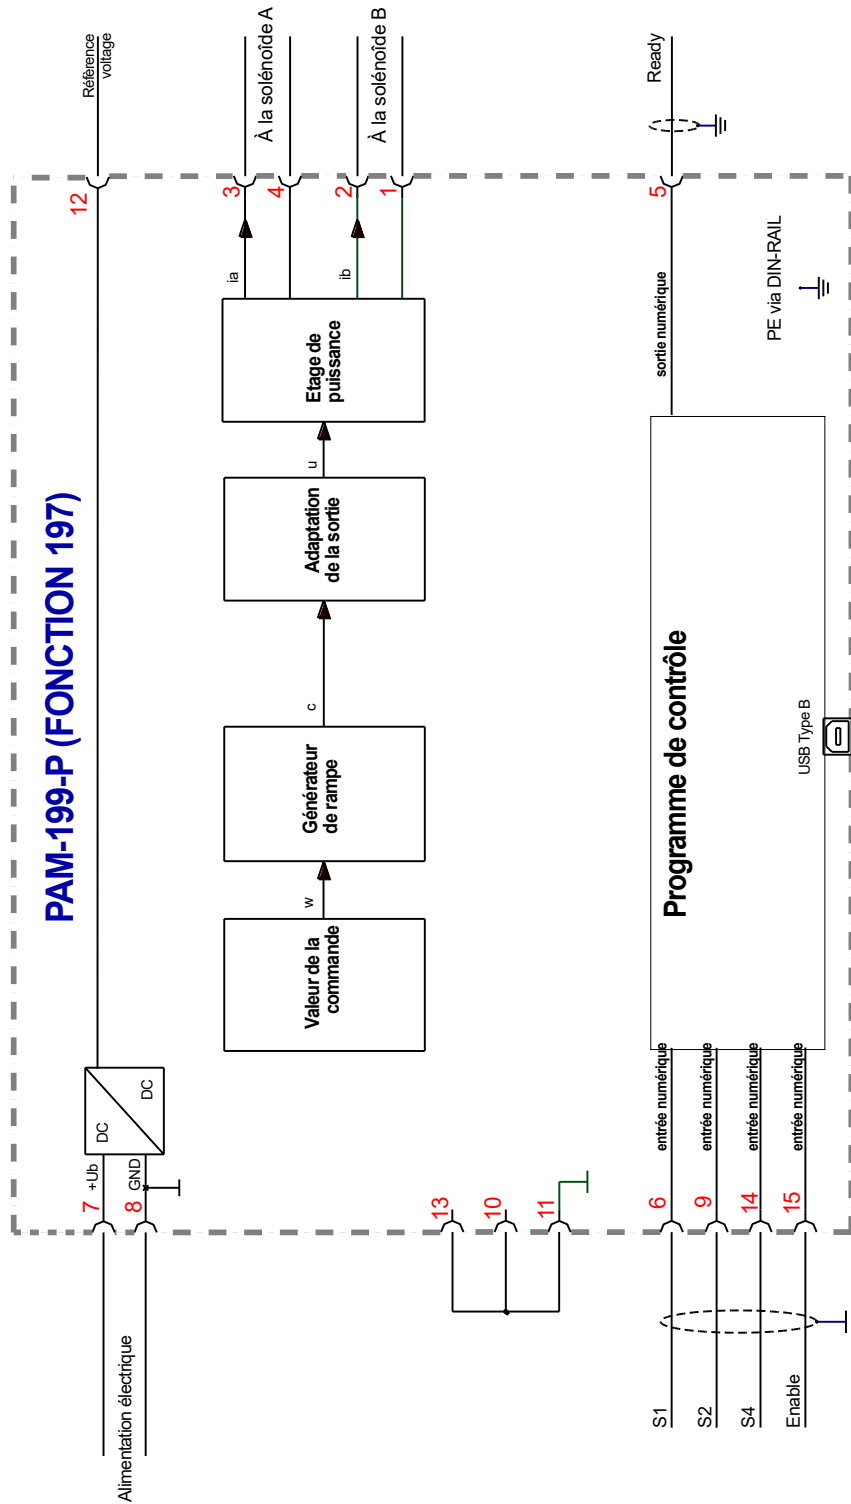 PAM-199-P (FONCTION 197)
Alimentation électrique
7
+Ub
8
GND
DC
DC
12
Référence
voltage
Valeur de la
commande
w
Générateur
de rampe
c
Adaptation
de la sortie
u
Etage de
puissance
ia
ib
3
4
À la solénoîde A
2
1
À la solénoîde B
13
10
11
S1
6
entrée numérique
S2
9
entrée numérique
S4
14
entrée numérique
Enable
15
entrée numérique
Programme de contrôle
USB Type B
sortie numérique
5
Ready
PE via DIN-RAIL